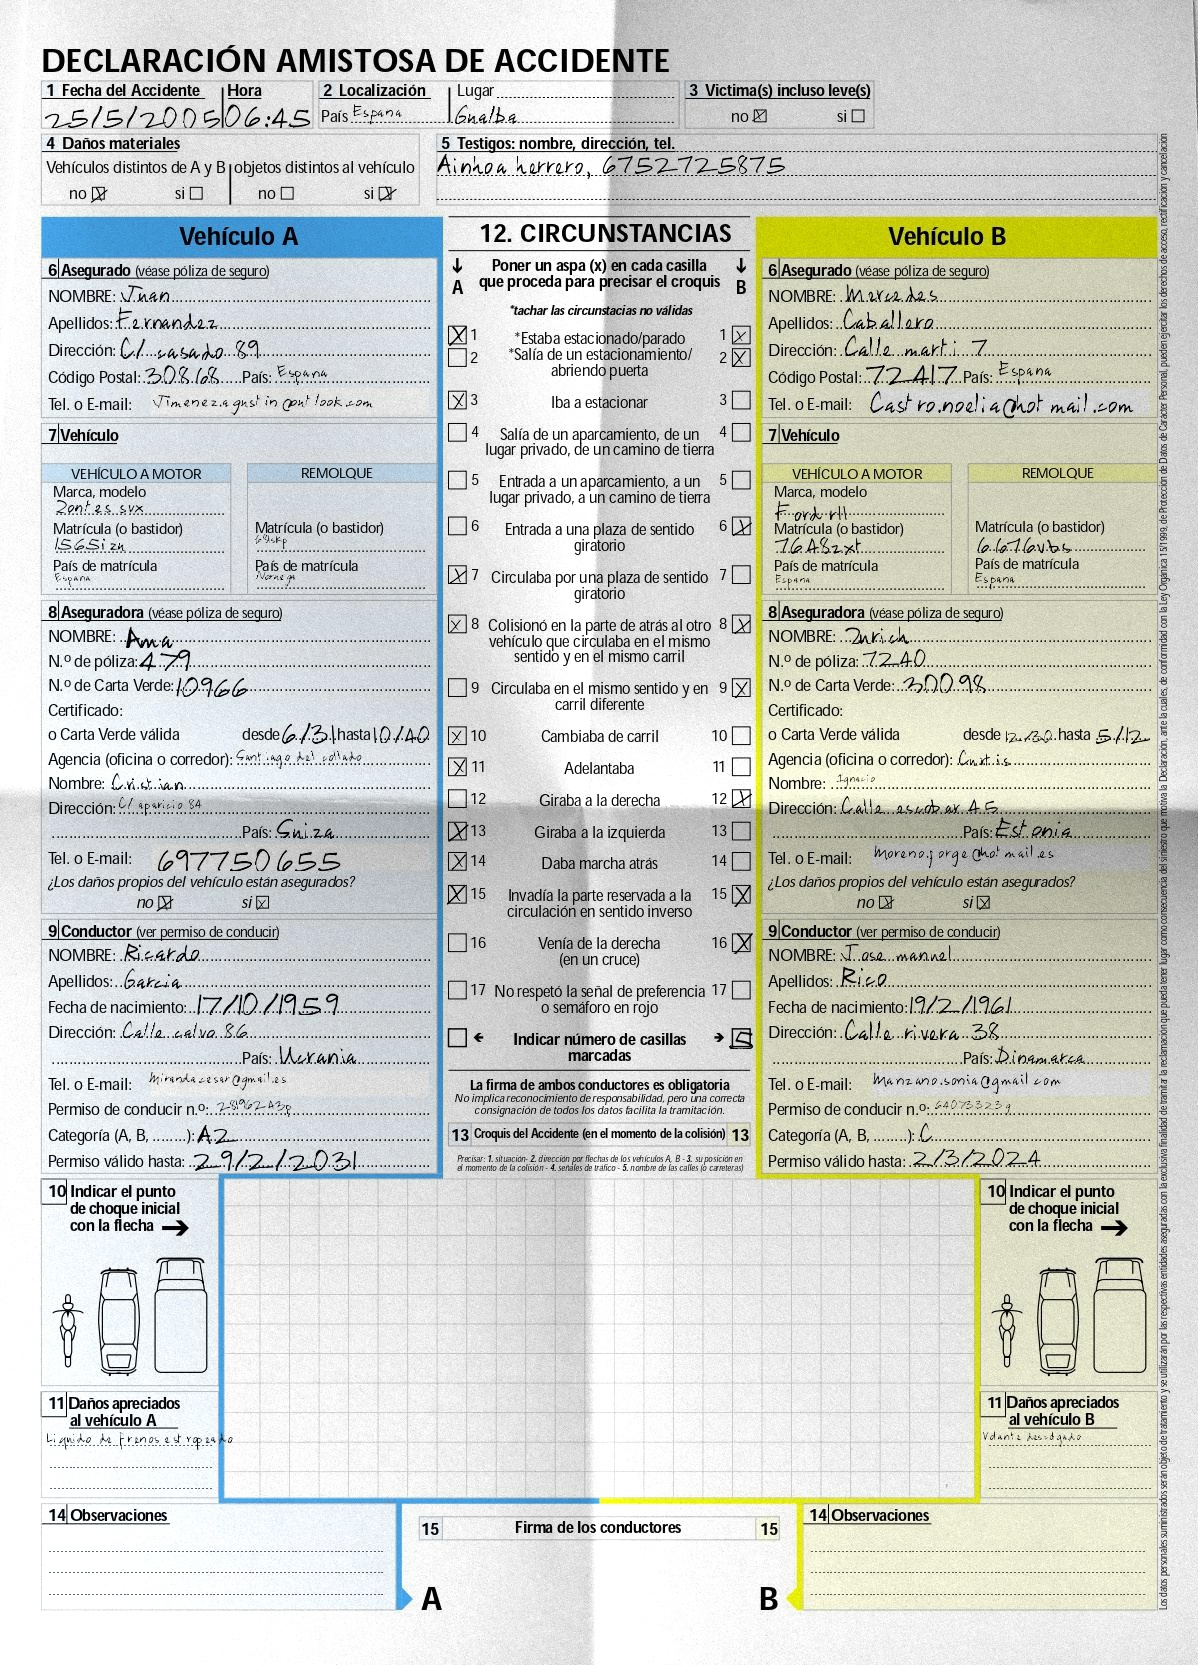 DECLARACIÓN AMISTOSA DE ACCIDENTE
1 Fecha del Accidente Hora 2 Localización Lugar 3 Victima(s) incluso leve(s)
25/5/2005 06:45 País España Gualba no ☒ si ☐
4 Daños materiales
Vehículos distintos de A y B objetos distintos al vehículo
no ☒ si ☐ no ☐ si ☒
5 Testigos: nombre, dirección, tel.
Ainhoa herrero, 6752725875
Vehículo A
6 Asegurado (véase póliza de seguro)
NOMBRE: Juan
Apellidos: Fernandez
Dirección: C/ casado 89
Código Postal: 30868 País: España
Tel. o E-mail: Jimenez.agustin@outlook.com
7 Vehículo
VEHÍCULO A MOTOR REMOLQUE
Marca, modelo
Zontes svx
Matrícula (o bastidor) Matrícula (o bastidor)
1565izn
País de matrícula País de matrícula
España Noruega
8 Aseguradora (véase póliza de seguro)
NOMBRE: Ama
N.º de póliza: 479
N.º de Carta Verde: 10966
Certificado:
o Carta Verde válida desde 6/31 hasta 10/40
Agencia (oficina o corredor): Santiago del collado
Nombre: Cristian
Dirección: C/ aparicio 84
País: Suiza
Tel. o E-mail: 697750655
¿Los daños propios del vehículo están asegurados?
no ☒ si ☒
9 Conductor (ver permiso de conducir)
NOMBRE: Ricardo
Apellidos: Garcia
Fecha de nacimiento: 17/10/1959
Dirección: Calle calvo 86
País: Ucrania
Tel. o E-mail: Mirandacesar@gmail.es
Permiso de conducir n.º: 28196243p
Categoría (A, B, ........): A2
Permiso válido hasta: 29/2/2031
10 Indicar el punto
de choque inicial
con la flecha →
11 Daños apreciados
al vehículo A
Liquido de frenos estropeado
14 Observaciones
12. CIRCUNSTANCIAS
↓ Poner un aspa (x) en cada casilla ↓
A que proceda para precisar el croquis B
*tachar las circunstacias no válidas
☒ 1 *Estaba estacionado/parado 1 ☒
☐ 2 *Salía de un estacionamiento/ 2 ☒
abriendo puerta
☒ 3 Iba a estacionar 3 ☐
☐ 4 Salía de un aparcamiento, de un 4 ☐
lugar privado, de un camino de tierra
☐ 5 Entrada a un aparcamiento, a un 5 ☐
lugar privado, a un camino de tierra
☐ 6 Entrada a una plaza de sentido 6 ☒
giratorio
☒ 7 Circulaba por una plaza de sentido 7 ☐
giratorio
☒ 8 Colisionó en la parte de atrás al otro 8 ☒
vehículo que circulaba en el mismo
sentido y en el mismo carril
☐ 9 Circulaba en el mismo sentido y en 9 ☒
carril diferente
☒ 10 Cambiaba de carril 10 ☐
☒ 11 Adelantaba 11 ☐
☐ 12 Giraba a la derecha 12 ☒
☒ 13 Giraba a la izquierda 13 ☐
☒ 14 Daba marcha atrás 14 ☐
☒ 15 Invadía la parte reservada a la 15 ☒
circulación en sentido inverso
☐ 16 Venía de la derecha 16 ☒
(en un cruce)
☐ 17 No respetó la señal de preferencia 17 ☐
o semáforo en rojo
☐ ← Indicar número de casillas → 5
marcadas
La firma de ambos conductores es obligatoria
No implica reconocimiento de responsabilidad, pero una correcta
consignación de todos los datos facilita la tramitación.
13 Croquis del Accidente (en el momento de la colisión) 13
Precisar: 1. situación- 2. dirección por flechas de los vehículos A, B - 3. su posición en
el momento de la colisión - 4. señales de tráfico - 5. nombre de las calles (o carreteras)
15 Firma de los conductores 15
A B
Vehículo B
6 Asegurado (véase póliza de seguro)
NOMBRE: Mercedes
Apellidos: Caballero
Dirección: Calle marti 7
Código Postal: 72417 País: España
Tel. o E-mail: Castro.noelia@hotmail.com
7 Vehículo
VEHÍCULO A MOTOR REMOLQUE
Marca, modelo
Ford rll
Matrícula (o bastidor) Matrícula (o bastidor)
7648zxt 6676vbs
País de matrícula País de matrícula
España España
8 Aseguradora (véase póliza de seguro)
NOMBRE: Zurich
N.º de póliza: 7240
N.º de Carta Verde: 30098
Certificado:
o Carta Verde válida desde 12/30 hasta 5/12
Agencia (oficina o corredor): Curtis
Nombre: Ignacio
Dirección: Calle escobar 45
País: Estonia
Tel. o E-mail: Moreno.jorge@hotmail.es
¿Los daños propios del vehículo están asegurados?
no ☒ si ☒
9 Conductor (ver permiso de conducir)
NOMBRE: Jose manuel
Apellidos: Rico
Fecha de nacimiento: 19/2/1961
Dirección: Calle rivera 38
País: Dinamarca
Tel. o E-mail: Manzano.sonia@gmail.com
Permiso de conducir n.º: 64073323g
Categoría (A, B, ........): C
Permiso válido hasta: 2/3/2024
10 Indicar el punto
de choque inicial
con la flecha →
11 Daños apreciados
al vehículo B
Volante descolgado
14 Observaciones
Los datos personales suministrados serán objeto de tratamiento y se utilizarán por las respectivas entidades aseguradas con la exclusiva finalidad de tramitar la reclamación que pueda tener lugar como consecuencia del siniestro que motiva la Declaración, ante la cuales, de conformidad con la Ley Orgánica 15/1999, de Protección de Datos de Carácter Personal, pueden ejercitar los derechos de acceso, rectificación y cancelación